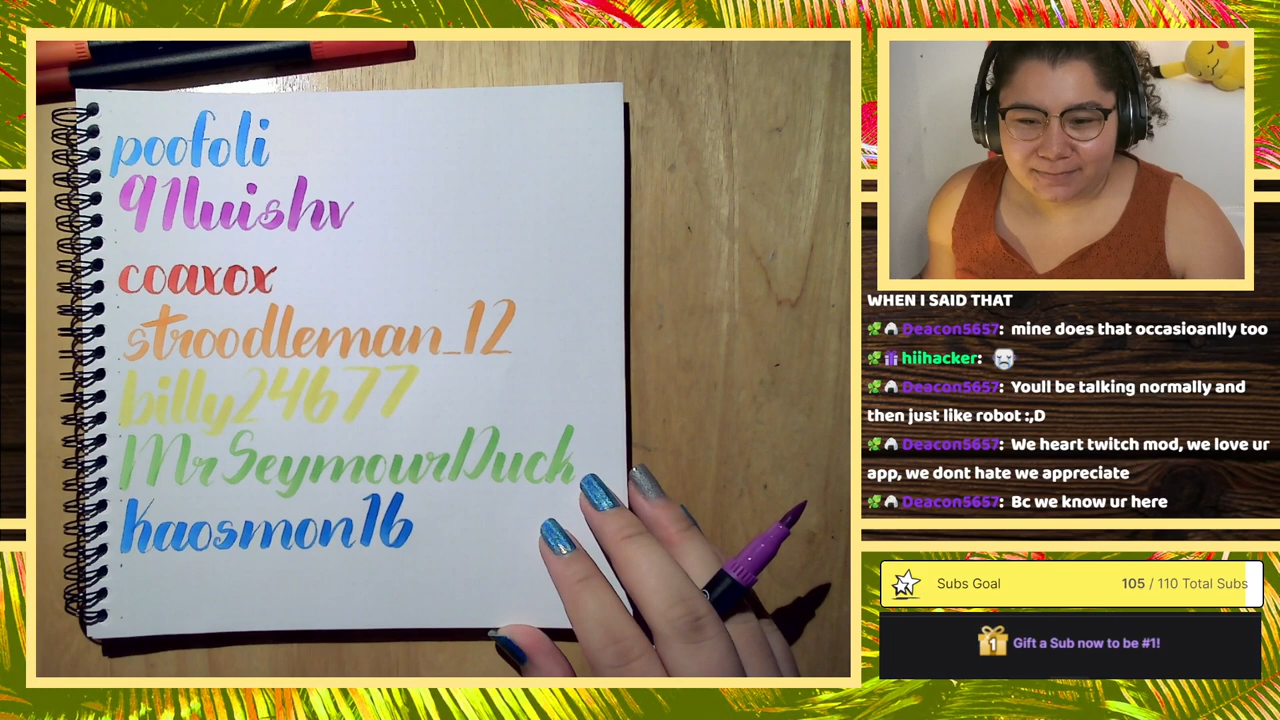 poofoli
91luishv
coaxox
stroodleman_12
billy24677
MrSeymourDuck
Kaosmon16
WHEN I SAID THAT
Deacon5657: mine does that occasioanlly too
hiihacker:
Deacon5657: Youll be talking normally and
then just like robot :,D
Deacon5657: We heart twitch mod, we love ur
app, we dont hate we appreciate
Deacon5657: Bc we know ur here
Subs Goal 105 / 110 Total Subs
1 Gift a Sub now to be #1!